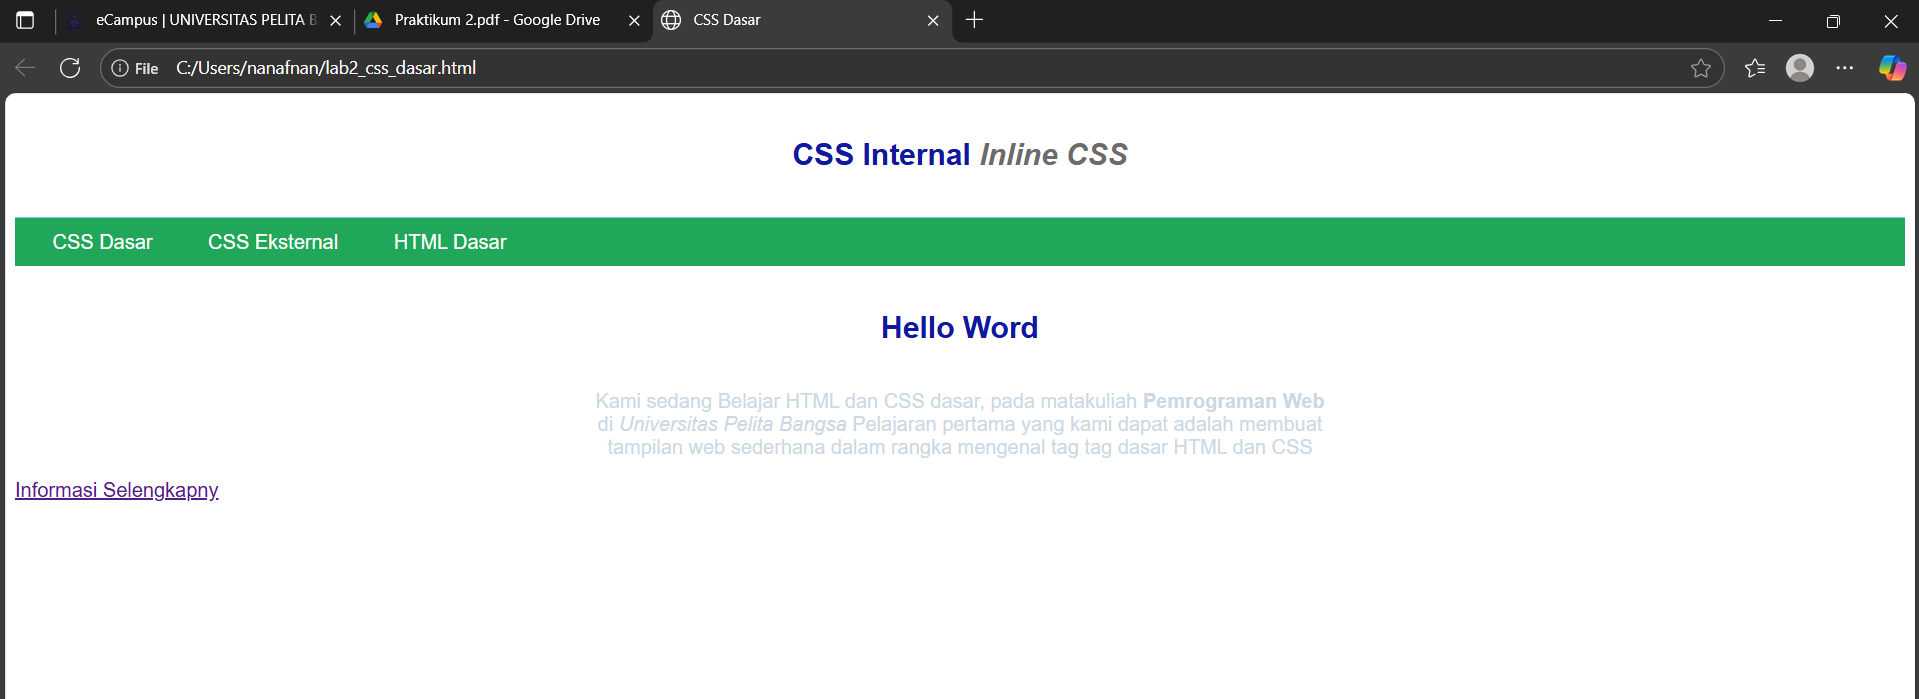 eCampus | UNIVERSITAS PELITA B
Praktikum 2.pdf - Google Drive
CSS Dasar
File
C:/Users/nanafnan/lab2_css_dasar.html
CSS Internal Inline CSS
CSS Dasar
CSS Eksternal
HTML Dasar
Hello Word
Kami sedang Belajar HTML dan CSS dasar, pada matakuliah Pemrograman Web
di Universitas Pelita Bangsa Pelajaran pertama yang kami dapat adalah membuat
tampilan web sederhana dalam rangka mengenal tag tag dasar HTML dan CSS
Informasi Selengkapny